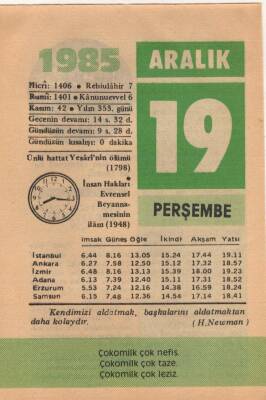 1985
ARALIK
Hicrî: 1406 • Rebiulâhir 7
Rumî: 1401 • Kânunuevvel 6
Kasım: 42 • Yılın 353. günü
Gecenin devamı: 14 s. 32 d.
Gündüzün devamı: 9 s. 28 d.
Gündüzün kısalışı: 0 dakika
19
PERŞEMBE
Ünlü hattat Yesârî'nin ölümü
(1798)
İnsan Hakları
Evrensel
Beyanna-
mesinin
ilânı (1948)
imsak Güneş Öğle İkindi Akşam Yatsı
İstanbul 6,44 8,16 13,05 15,24 17,44 19,11
Ankara 6,27 7,58 12,50 15,12 17,32 18,57
İzmir 6,48 8,16 13,13 15,39 18,00 19,23
Adana 6,13 7,39 12,40 15,11 17,31 18,52
Erzurum 5,53 7,24 12,16 14,38 16,59 18,24
Samsun 6,15 7,48 12,36 14,54 17,14 18,41
Kendimizi aldatmak, başkalarını aldatmaktan
daha kolaydır. (H.Newman)
Çokomilk çok nefis.
Çokomilk çok taze.
Çokomilk çok leziz.